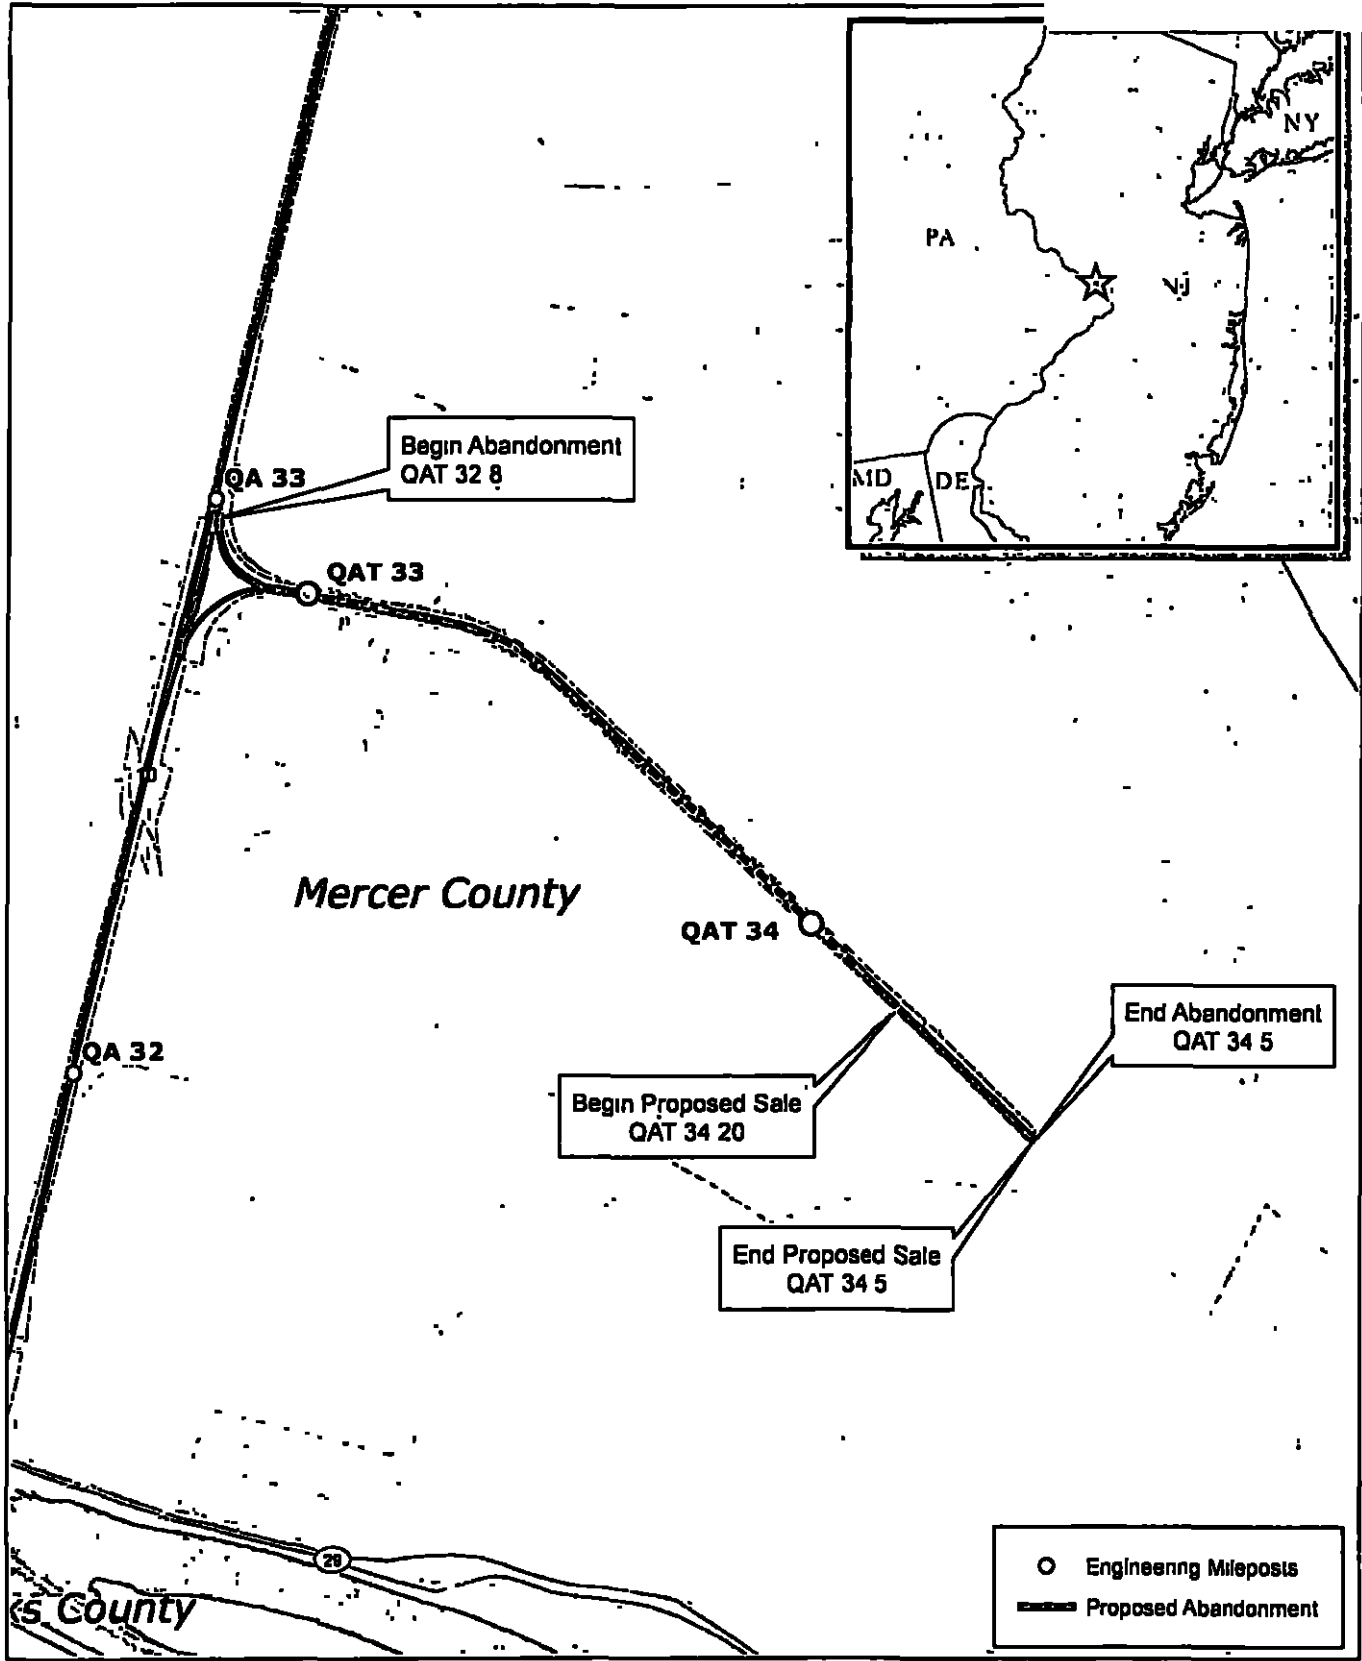 NY
PA
NJ
MD
DE
Begin Abandonment
QAT 32 8
QA 33
QAT 33
Mercer County
QAT 34
End Abandonment
QAT 34 5
QA 32
Begin Proposed Sale
QAT 34 20
End Proposed Sale
QAT 34 5
29
ks County
Engineering Mileposts
Proposed Abandonment